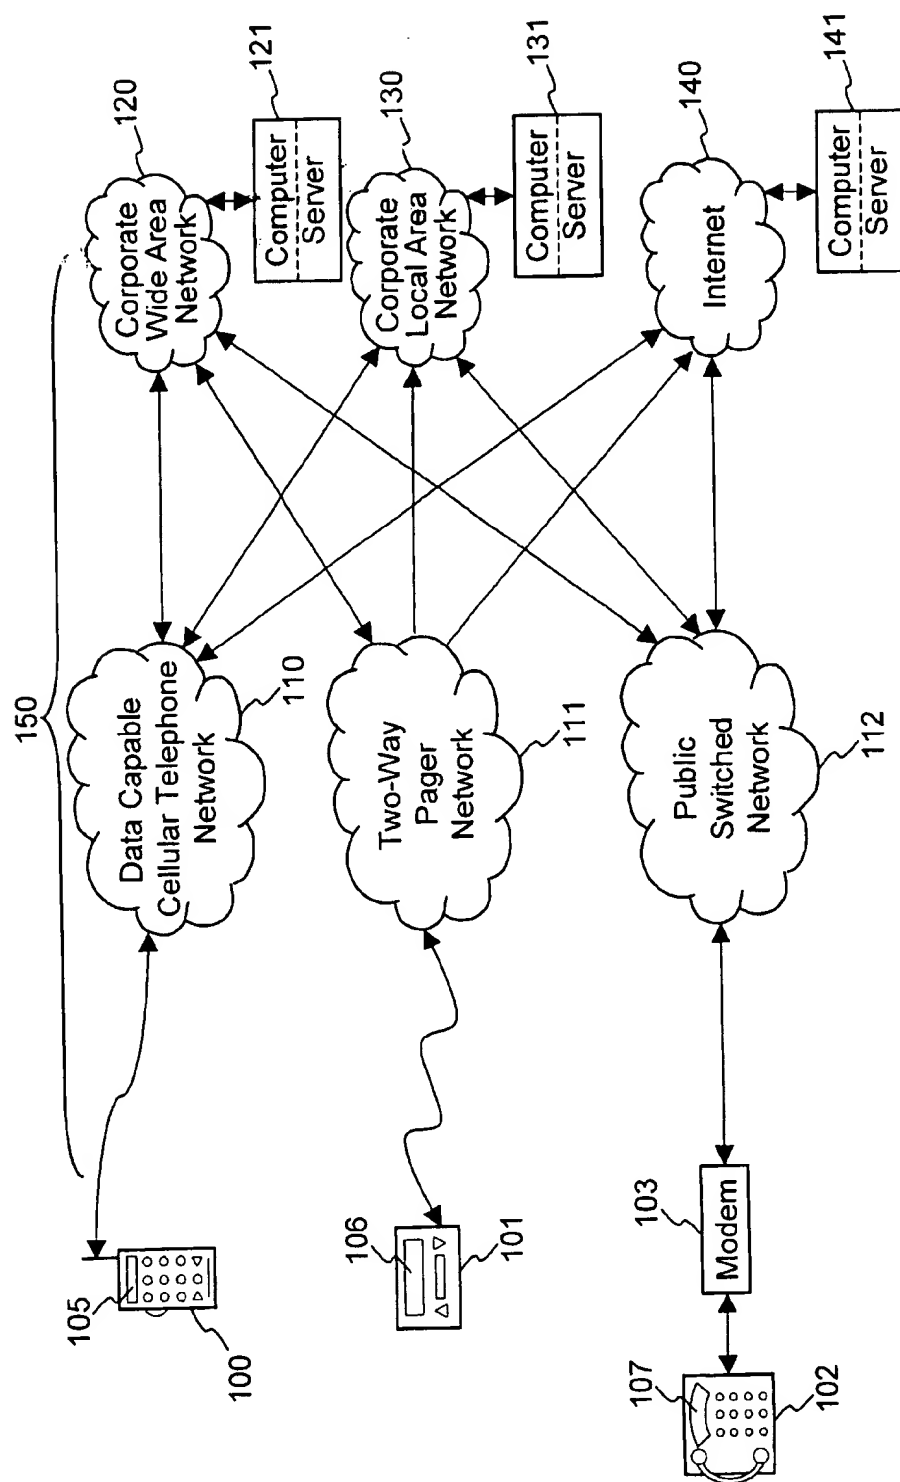 150
120
Corporate
Wide Area
Network
121
Computer
Server
130
Corporate
Local Area
Network
131
Computer
Server
140
Internet
141
Computer
Server
Data Capable
Cellular Telephone
Network
110
Two-Way
Pager
Network
111
Public
Switched
Network
112
105
100
106
101
103
Modem
107
102